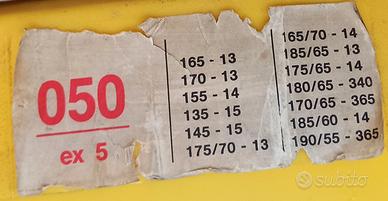 050
ex 5
165 - 13
170 - 13
155 - 14
135 - 15
145 - 15
175/70 - 13
165/70 - 14
185/65 - 13
175/65 - 14
180/65 - 340
170/65 - 365
185/60 - 14
190/55 - 365
subito